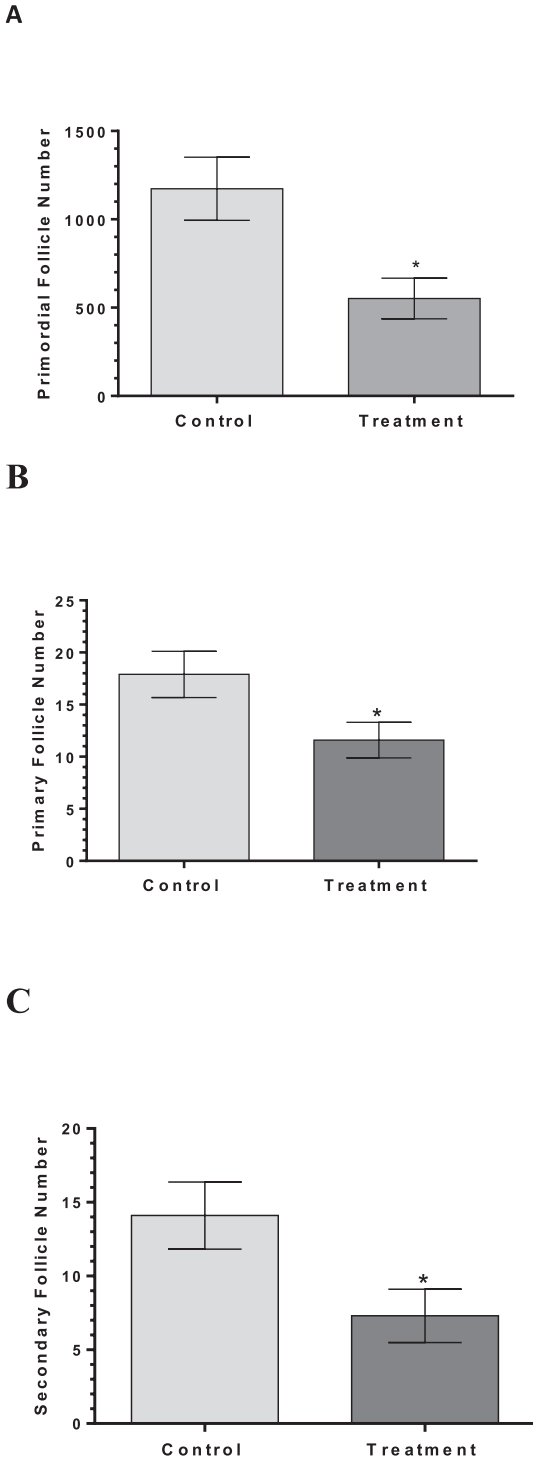 A
Primordial Follicle Number
1500
1000
500
0
*
Control Treatment
B
Primary Follicle Number
25
20
15
10
5
0
*
Control Treatment
C
Secondary Follicle Number
20
15
10
5
0
*
Control Treatment